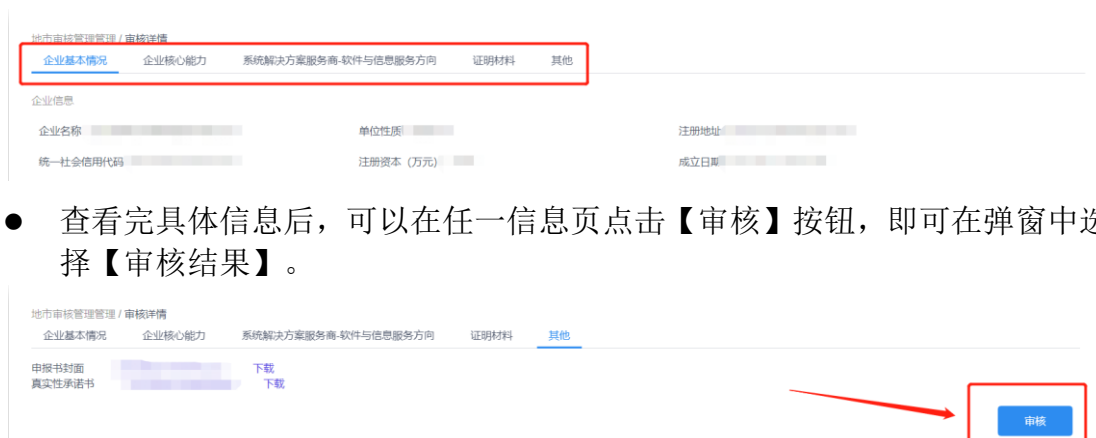 地市审核管理管理 / 审核详情
企业基本情况 企业核心能力 系统解决方案服务商-软件与信息服务方向 证明材料 其他
企业信息
企业名称 单位性质 注册地址
统一社会信用代码 注册资本 (万元) 成立日期
● 查看完具体信息后，可以在任一信息页点击【审核】按钮，即可在弹窗中选
择【审核结果】。
地市审核管理管理 / 审核详情
企业基本情况 企业核心能力 系统解决方案服务商-软件与信息服务方向 证明材料 其他
申报书封面 下载
真实性承诺书 下载
审核